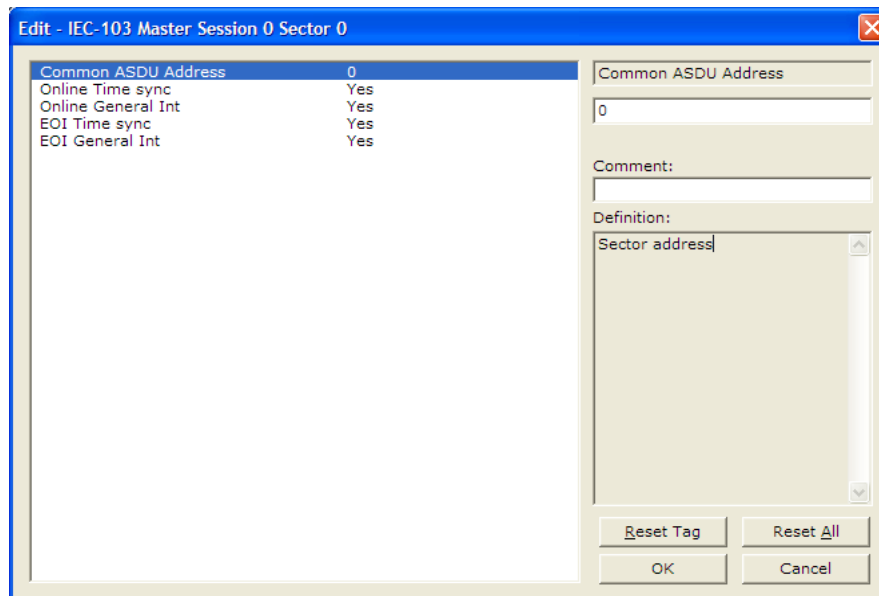 Edit - IEC-103 Master Session 0 Sector 0
Common ASDU Address 0
Online Time sync Yes
Online General Int Yes
EOI Time sync Yes
EOI General Int Yes
Common ASDU Address
0
Comment:
Definition:
Sector address
Reset Tag Reset All
OK Cancel